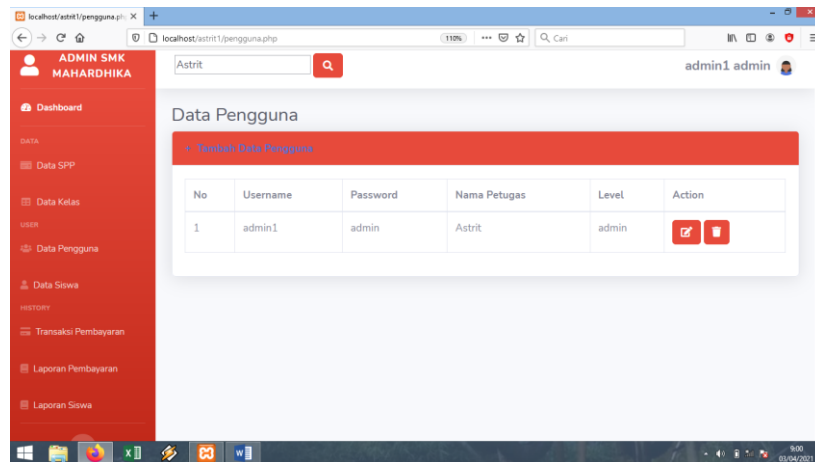 localhost/astrit1/pengguna.ph
localhost/astrit1/pengguna.php
110%
Cari
ADMIN SMK
MAHARDHIKA
Astrit
admin1 admin
Dashboard
Data Pengguna
DATA
+ Tambah Data Pengguna
Data SPP
No Username Password Nama Petugas Level Action
Data Kelas
1 admin1 admin Astrit admin
USER
Data Pengguna
Data Siswa
HISTORY
Transaksi Pembayaran
Laporan Pembayaran
Laporan Siswa
9:00
03/04/2021